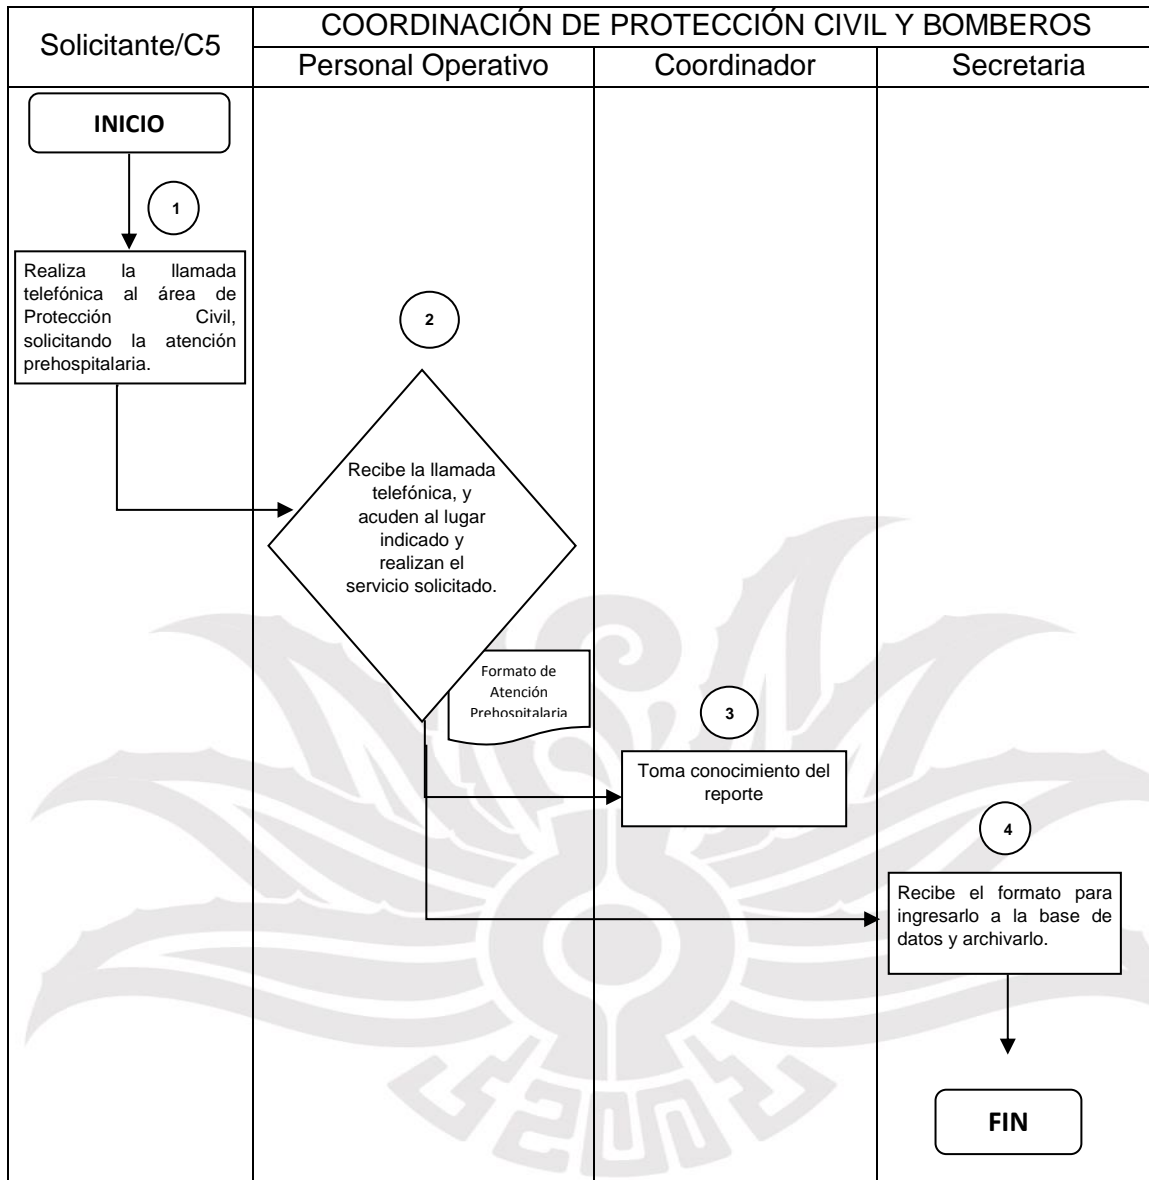 Solicitante/C5
COORDINACIÓN DE PROTECCIÓN CIVIL Y BOMBEROS
Personal Operativo
Coordinador
Secretaria
INICIO
1
Realiza la llamada
telefónica al área de
Protección Civil,
solicitando la atención
prehospitalaria.
2
Recibe la llamada
telefónica, y
acuden al lugar
indicado y
realizan el
servicio solicitado.
Formato de
Atención
Prehospitalaria
3
Toma conocimiento del
reporte
4
Recibe el formato para
ingresarlo a la base de
datos y archivarlo.
FIN